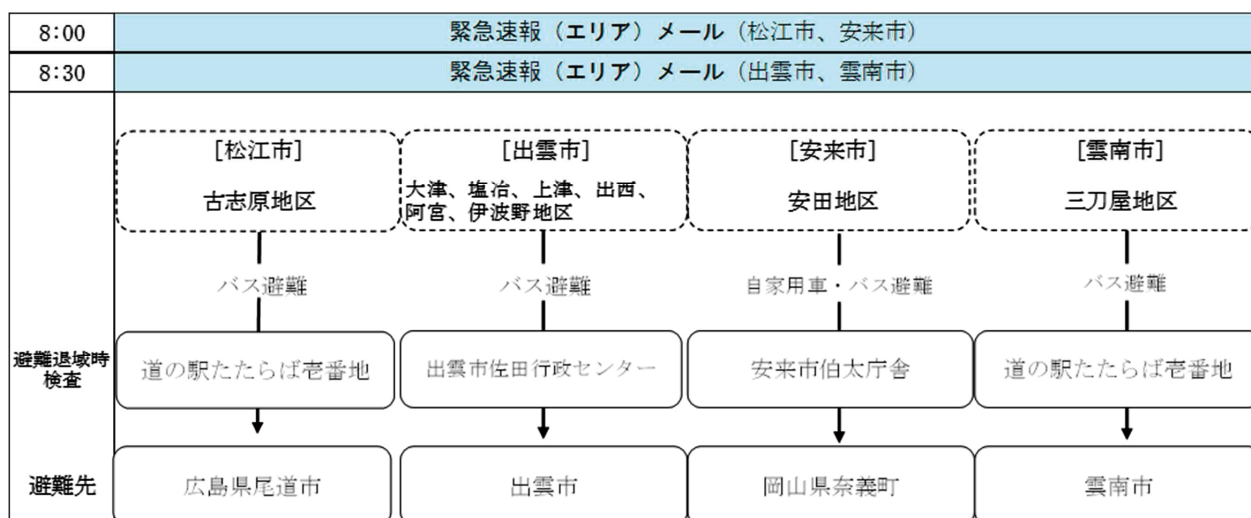 8:00 緊急速報（エリア）メール（松江市、安来市）
8:30 緊急速報（エリア）メール（出雲市、雲南市）
[松江市]
古志原地区
[出雲市]
大津、塩冶、上津、出西、
阿宮、伊波野地区
[安来市]
安田地区
[雲南市]
三刀屋地区
バス避難
バス避難
自家用車・バス避難
バス避難
避難退域時
検査
道の駅たたらば壱番地
出雲市佐田行政センター
安来市伯太庁舎
道の駅たたらば壱番地
避難先
広島県尾道市
出雲市
岡山県奈義町
雲南市